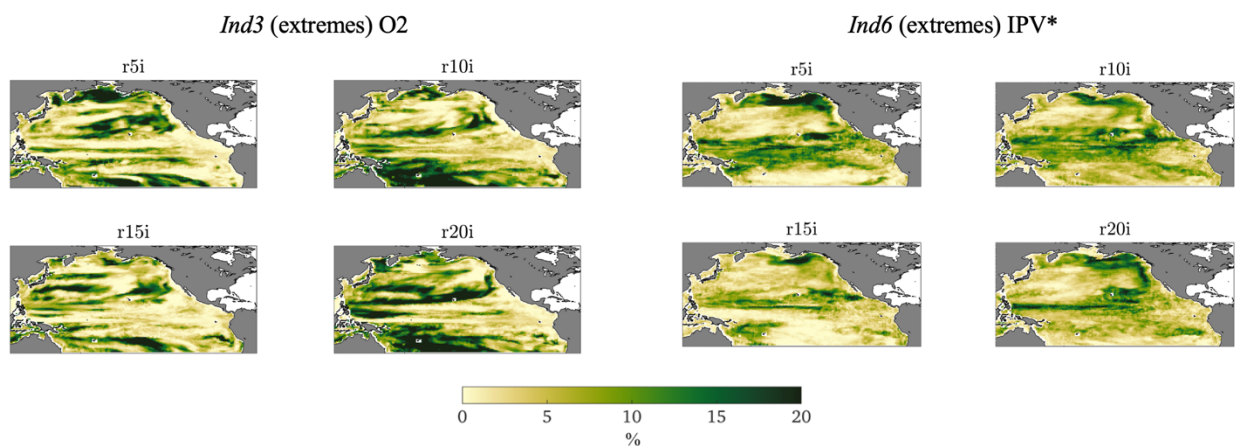 Ind3 (extremes) O2
Ind6 (extremes) IPV*
r5i
r10i
r5i
r10i
r15i
r20i
r15i
r20i
0 5 10 15 20
%